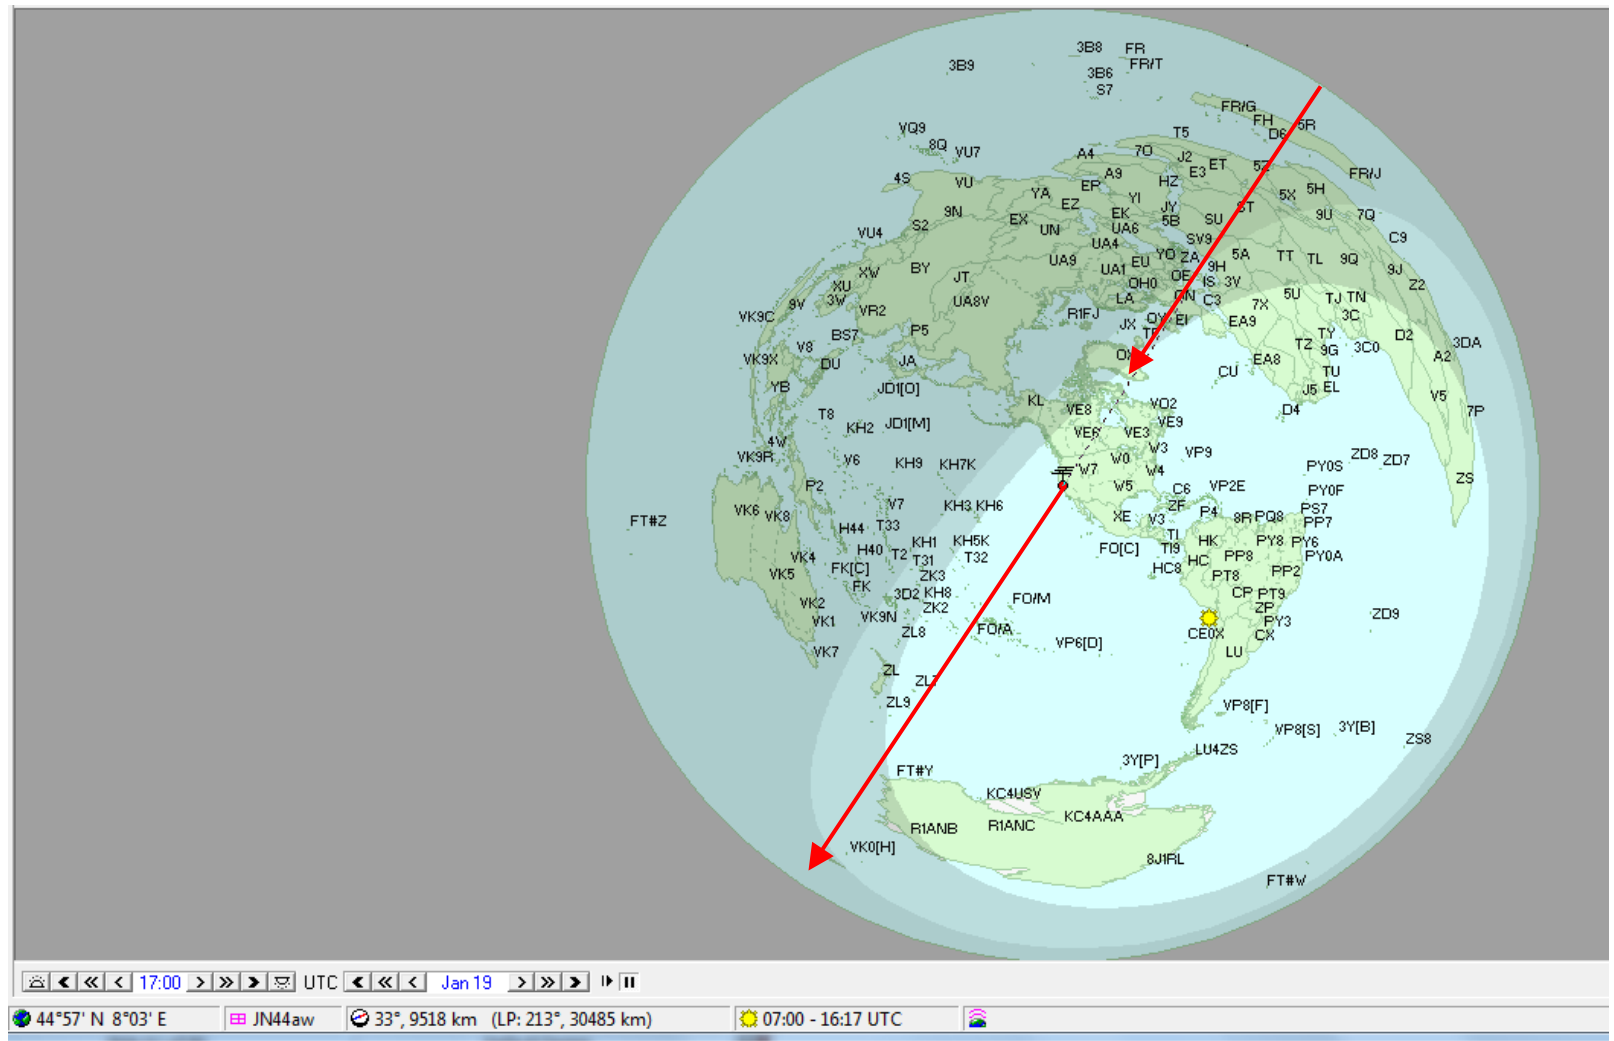 3B8 FR
3B9 3B6 FR/T
S7
FR/G
VQ9 FH 5R
8Q VU7 T5 D6
A4 7O J2
4S VU EP A9 HZ E3 ET 5Z FR/J
YA YI 5X 5H
9N EZ JY ST
S2 EX EK 5B SU 9U 7Q
VU4 UN UA6 SV9 C9
UA4
XW BY JT UA9 EU YO ZA 9H 5A TT TL 9Q 9J
UA1 OE
XU OH0 IS 3V Z2
9V 3W UA8V LA ON C3 7X 5U TJ TN
VK9C VR2 R1FJ JX OY EI EA9 3C
BS7 P5 TY D2 3DA
V8 TZ 9G 3C0
VK9X DU JA OX EA8 A2
YB CU TU
JD1[O] J5 EL V5
T8 KL VE8 VO2 D4 7P
KH2 JD1[M] VE6 VE3 VE9
4W W3
VK9R V6 KH9 KH7K W7 W0 W4 VP9 PY0S ZD8 ZD7
P2 W5 C6 VP2E PY0F ZS
VK6 VK8 V7 KH3 KH6 XE V3 ZF P4 8R PQ8 PS7
FT#Z H44 T33 TI PP7
H40 KH1 KH5K FO[C] TI9 HK PY8 PY6
VK4 T2 T31 T32 HC8 HC PP8 PY0A
VK5 FK[C] ZK3 PT8 PP2
FK 3D2 KH8 FO/M CP PT9
VK2 ZK2 ZP
VK1 VK9N ZL8 FO/A PY3 ZD9
VP6[D] CE0X CX
VK7 LU
ZL ZL7
ZL9 VP8[F]
VP8[S] 3Y[B] ZS8
LU4ZS
FT#Y 3Y[P]
KC4USV
R1ANB R1ANC KC4AAA
VK0[H]
8J1RL
FT#W
17:00 UTC Jan 19
44°57' N 8°03' E JN44aw 33°, 9518 km (LP: 213°, 30485 km) 07:00 - 16:17 UTC